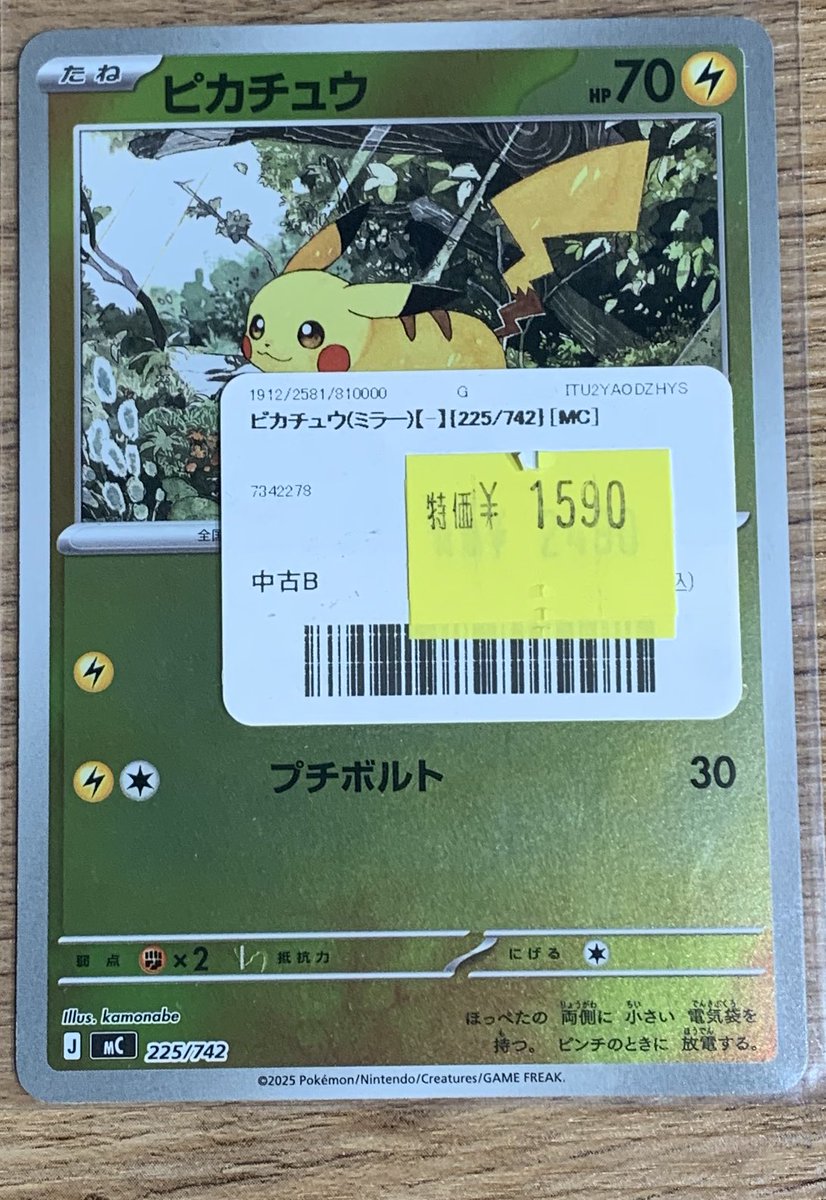 たね ピカチュウ HP70
1912/2581/810000 G ITU2YAODZHYS
ピカチュウ(ミラー)【-】{225/742}[MC]
7342278
特価¥ 1590
全国
中古B 込)
プチボルト 30
弱点 ×2 抵抗力 にげる
Illus. kamonabe
ほっぺたの 両側に 小さい 電気袋を
持つ。 ピンチのときに 放電する。
J MC 225/742
©2025 Pokémon/Nintendo/Creatures/GAME FREAK.